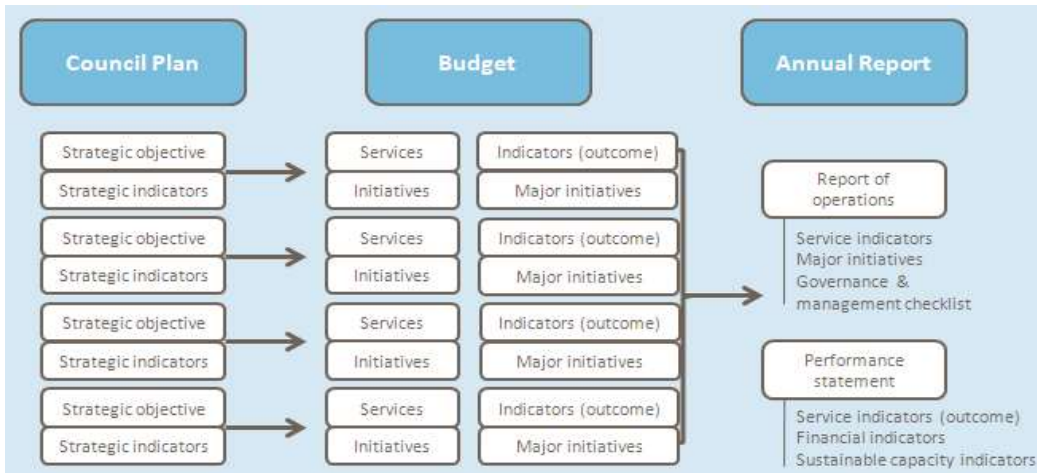 Council Plan
Budget
Annual Report
Strategic objective
Strategic indicators
Services
Initiatives
Indicators (outcome)
Major initiatives
Strategic objective
Strategic indicators
Services
Initiatives
Indicators (outcome)
Major initiatives
Strategic objective
Strategic indicators
Services
Initiatives
Indicators (outcome)
Major initiatives
Strategic objective
Strategic indicators
Services
Initiatives
Indicators (outcome)
Major initiatives
Report of
operations
Service indicators
Major initiatives
Governance &
management checklist
Performance
statement
Service indicators (outcome)
Financial indicators
Sustainable capacity indicators